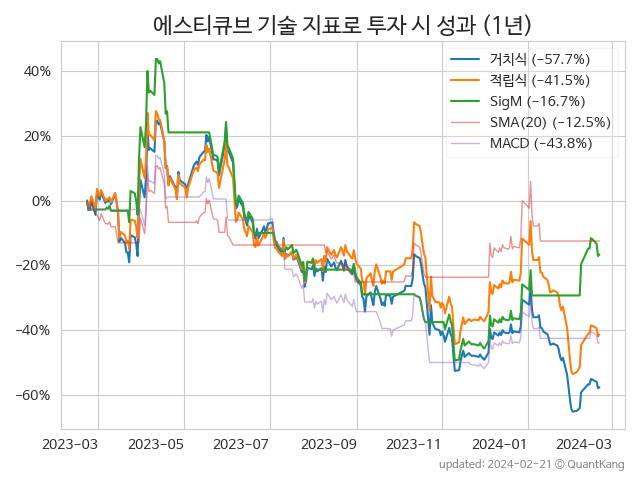 에스티큐브 기술 지표로 투자 시 성과 (1년)
거치식 (−57.7%)
적립식 (−41.5%)
SigM (−16.7%)
SMA(20) (−12.5%)
MACD (−43.8%)
40%
20%
0%
−20%
−40%
−60%
2023-03 2023-05 2023-07 2023-09 2023-11 2024-01 2024-03
updated: 2024-02-21 © QuantKang